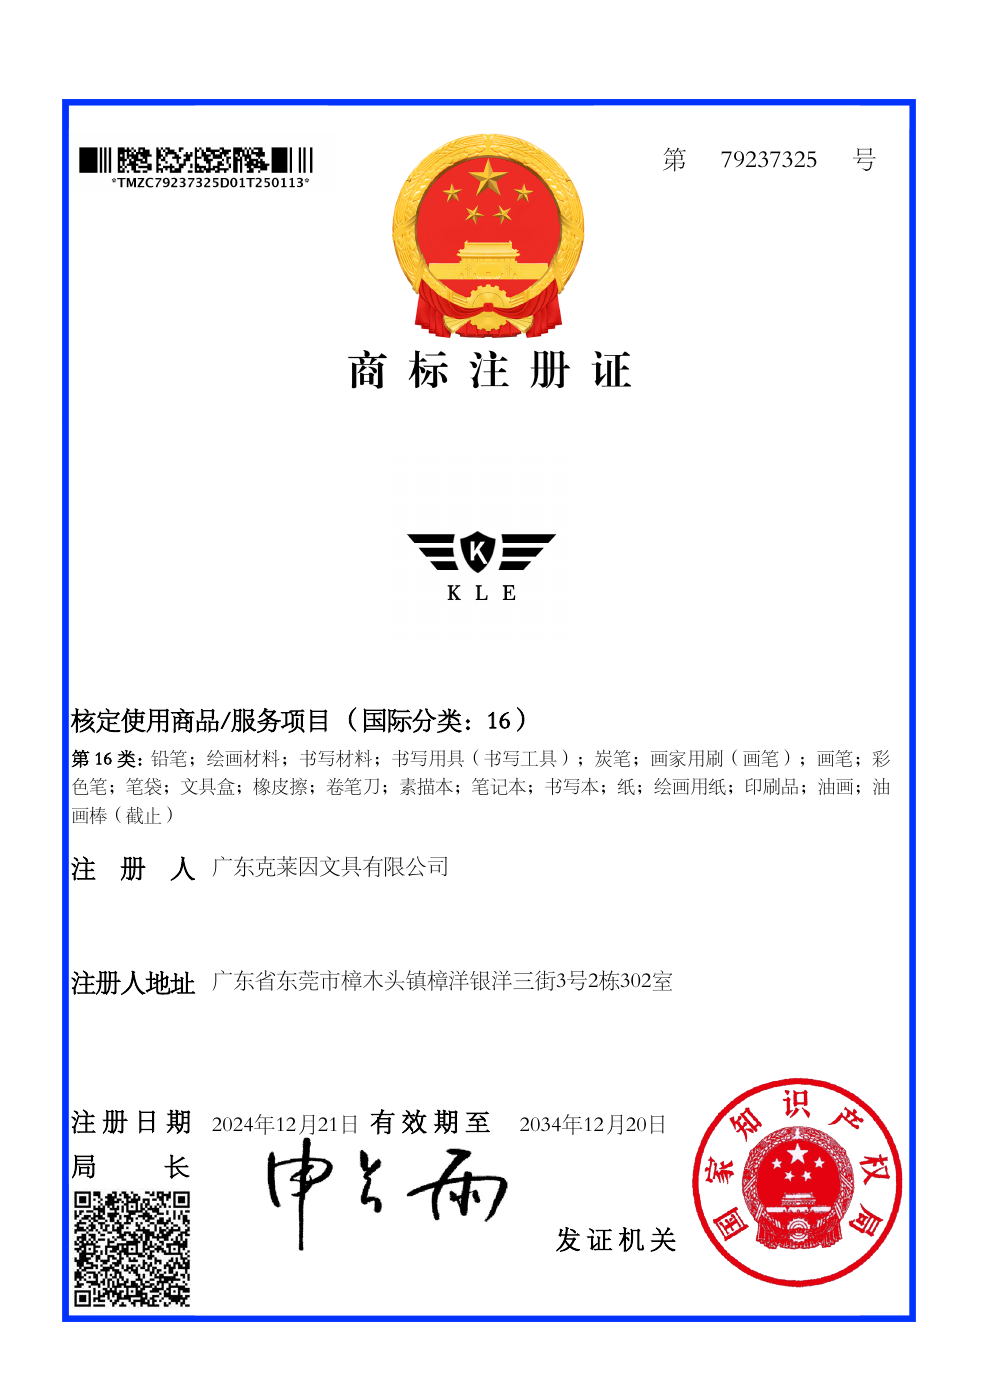 *TMZC79237325D01T250113*
第 79237325 号
商标注册证
K
KLE
核定使用商品/服务项目（国际分类：16）
第16类：铅笔；绘画材料；书写材料；书写用具（书写工具）；炭笔；画家用刷（画笔）；画笔；彩
色笔；笔袋；文具盒；橡皮擦；卷笔刀；素描本；笔记本；书写本；纸；绘画用纸；印刷品；油画；油
画棒（截止）
注册人 广东克莱因文具有限公司
注册人地址 广东省东莞市樟木头镇樟洋银洋三街3号2栋302室
注册日期 2024年12月21日 有效期至 2034年12月20日
局长 申长雨
发证机关
国家知识产权局